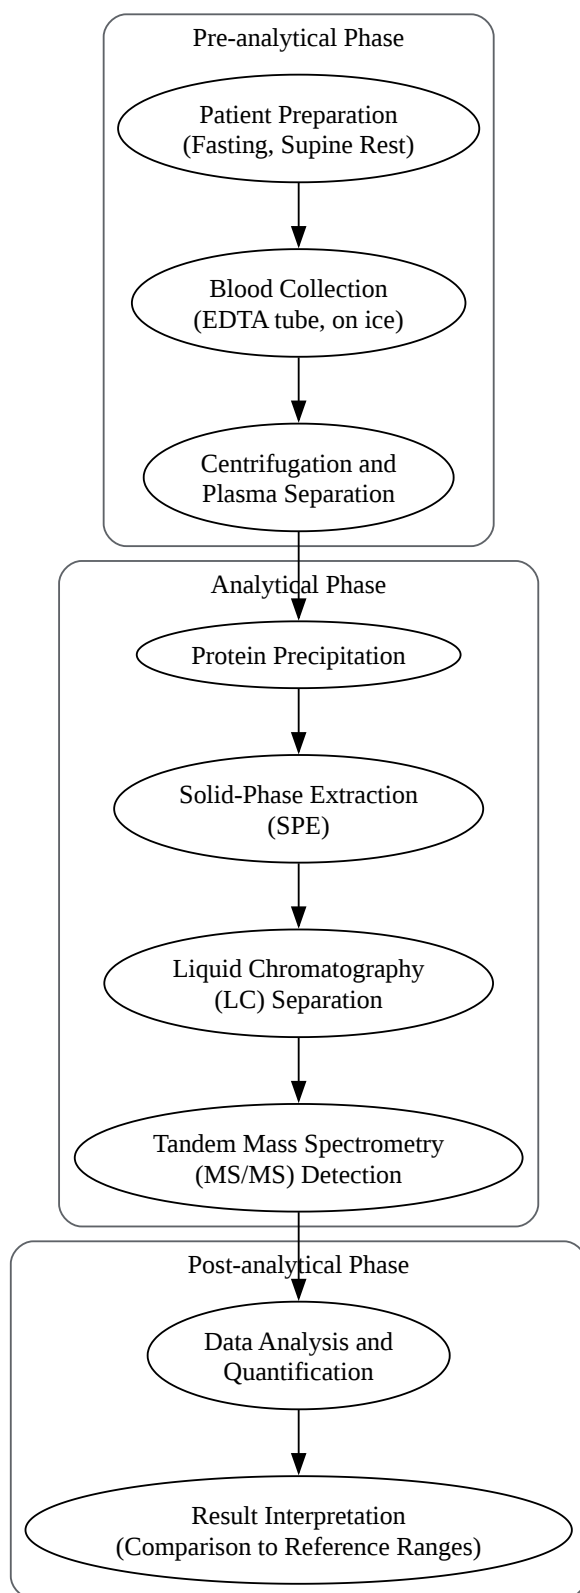 Pre-analytical Phase
Patient Preparation
(Fasting, Supine Rest)
Blood Collection
(EDTA tube, on ice)
Centrifugation and
Plasma Separation
Analytical Phase
Protein Precipitation
Solid-Phase Extraction
(SPE)
Liquid Chromatography
(LC) Separation
Tandem Mass Spectrometry
(MS/MS) Detection
Post-analytical Phase
Data Analysis and
Quantification
Result Interpretation
(Comparison to Reference Ranges)